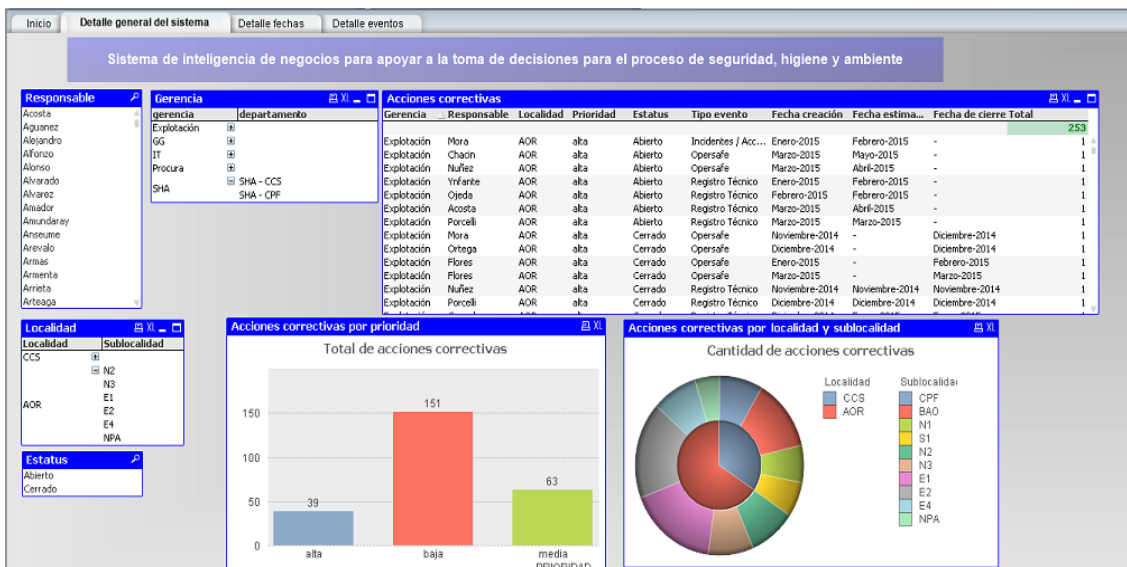 Inicio
Detalle general del sistema
Detalle fechas
Detalle eventos
Sistema de inteligencia de negocios para apoyar a la toma de decisiones para el proceso de seguridad, higiene y ambiente
Responsable
Acosta
Aguanez
Alejandro
Alfonzo
Alonso
Alvarado
Alvarez
Amador
Amundaray
Anseume
Arevalo
Armas
Armenta
Arrieta
Arteaga
Gerencia XL
gerencia departamento
Explotación
GG
IT
Procura
SHA
SHA - CCS
SHA - CPF
Acciones correctivas XL
Gerencia Responsable Localidad Prioridad Estatus Tipo evento Fecha creación Fecha estima... Fecha de cierre Total
253
Explotación Mora AOR alta Abierto Incidentes / Acc... Enero-2015 Febrero-2015 - 1
Explotación Chacin AOR alta Abierto Opersafe Marzo-2015 Mayo-2015 - 1
Explotación Nuñez AOR alta Abierto Opersafe Marzo-2015 Abril-2015 - 1
Explotación Ynfante AOR alta Abierto Registro Técnico Enero-2015 Febrero-2015 - 1
Explotación Ojeda AOR alta Abierto Registro Técnico Febrero-2015 Febrero-2015 - 1
Explotación Acosta AOR alta Abierto Registro Técnico Marzo-2015 Abril-2015 - 1
Explotación Porcelli AOR alta Abierto Registro Técnico Marzo-2015 Marzo-2015 - 1
Explotación Mora AOR alta Cerrado Opersafe Noviembre-2014 - Diciembre-2014 1
Explotación Ortega AOR alta Cerrado Opersafe Diciembre-2014 - Diciembre-2014 1
Explotación Flores AOR alta Cerrado Opersafe Enero-2015 - Febrero-2015 1
Explotación Flores AOR alta Cerrado Opersafe Marzo-2015 - Marzo-2015 1
Explotación Nuñez AOR alta Cerrado Registro Técnico Noviembre-2014 Noviembre-2014 Noviembre-2014 1
Explotación Porcelli AOR alta Cerrado Registro Técnico Diciembre-2014 Diciembre-2014 Diciembre-2014 1
Localidad XL
Localidad Sublocalidad
CCS
AOR
N2
N3
E1
E2
E4
NPA
Estatus
Abierto
Cerrado
Acciones correctivas por prioridad XL
Total de acciones correctivas
150
100
50
0
39
151
63
alta
baja
media
PRIORIDAD
Acciones correctivas por localidad y sublocalidad XL
Cantidad de acciones correctivas
Localidad
CCS
AOR
Sublocalida
CPF
BAO
N1
S1
N2
N3
E1
E2
E4
NPA